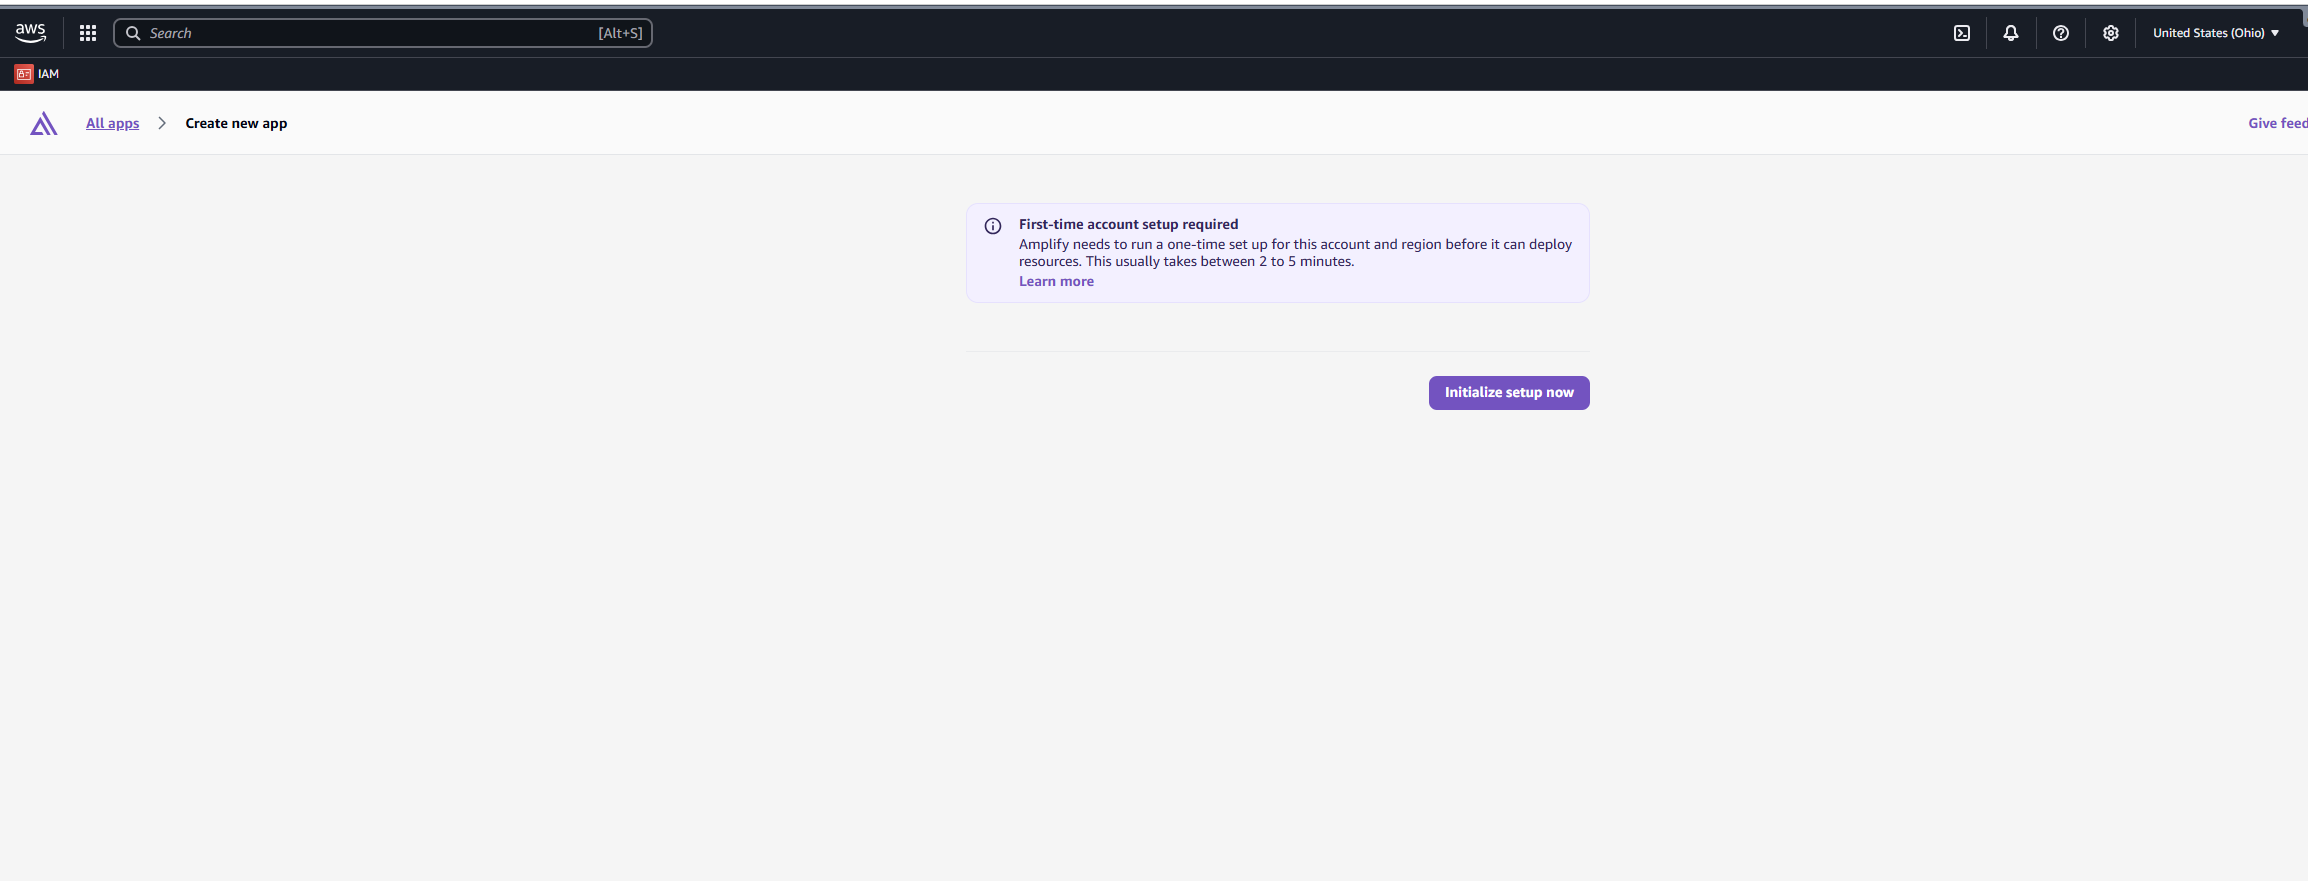 aws
Search [Alt+S]
United States (Ohio)
IAM
All apps > Create new app
Give feed
First-time account setup required
Amplify needs to run a one-time set up for this account and region before it can deploy
resources. This usually takes between 2 to 5 minutes.
Learn more
Initialize setup now